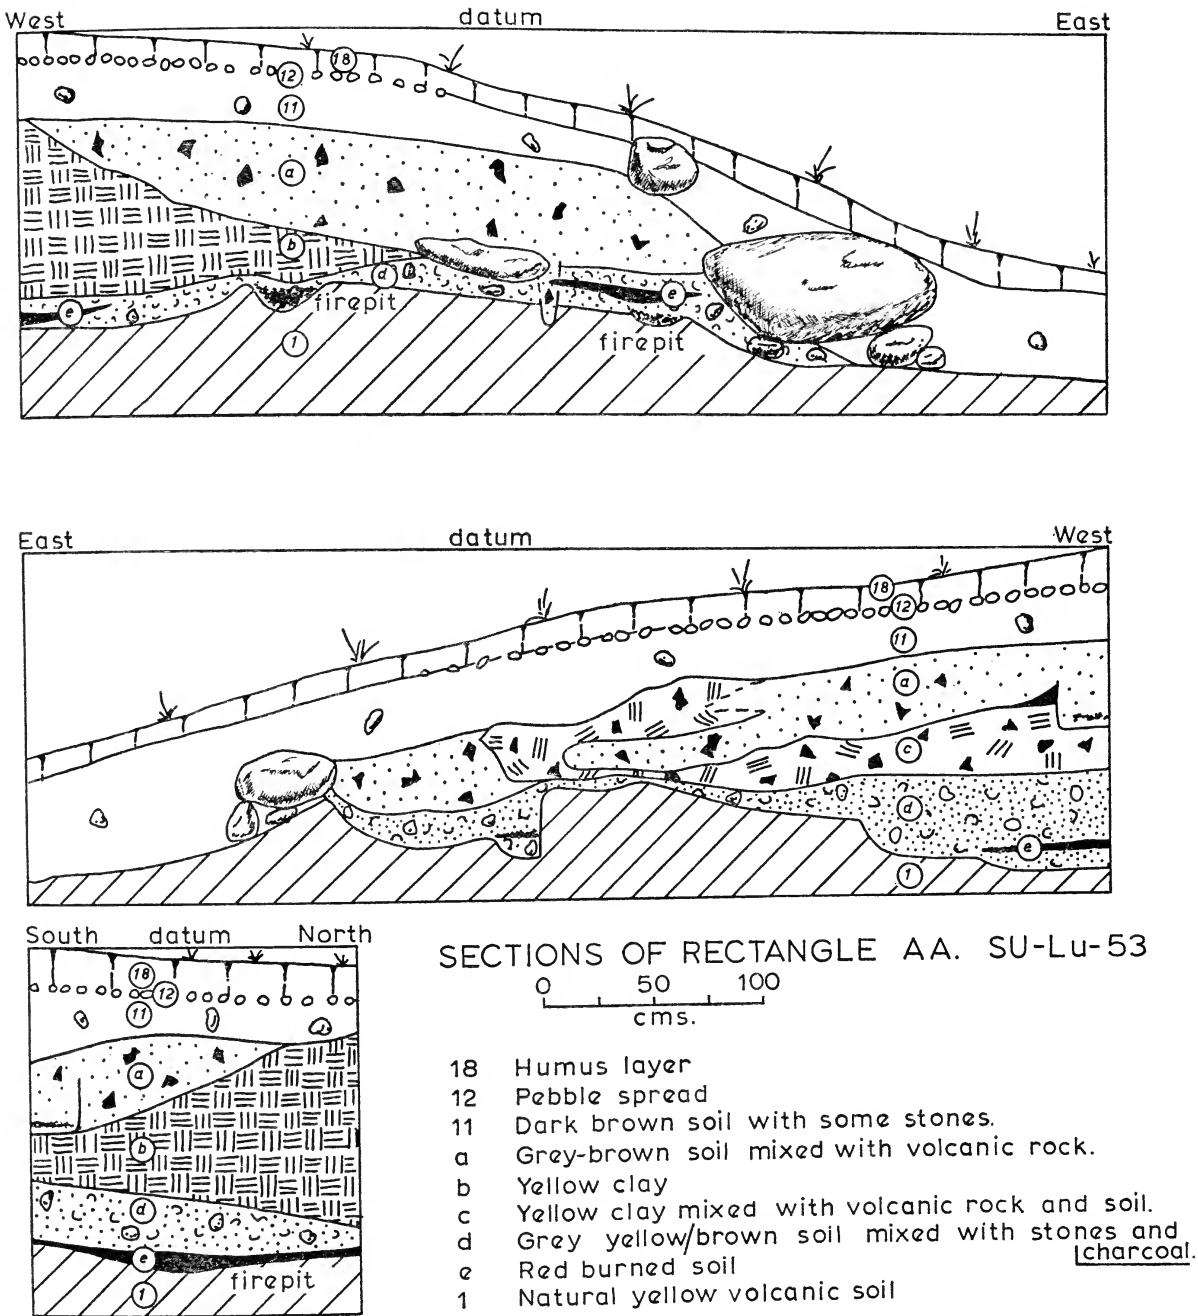 West datum East
18
12
11
a
b
d
e firepit e
1 firepit
East datum West
18
12
11
a
c
d
e
1
South datum North
18
12
11
a
b
d
e
firepit
1
SECTIONS OF RECTANGLE AA. SU-Lu-53
0 50 100
cms.
18 Humus layer
12 Pebble spread
11 Dark brown soil with some stones.
a Grey-brown soil mixed with volcanic rock.
b Yellow clay
c Yellow clay mixed with volcanic rock and soil.
d Grey yellow/brown soil mixed with stones and
charcoal.
e Red burned soil
1 Natural yellow volcanic soil